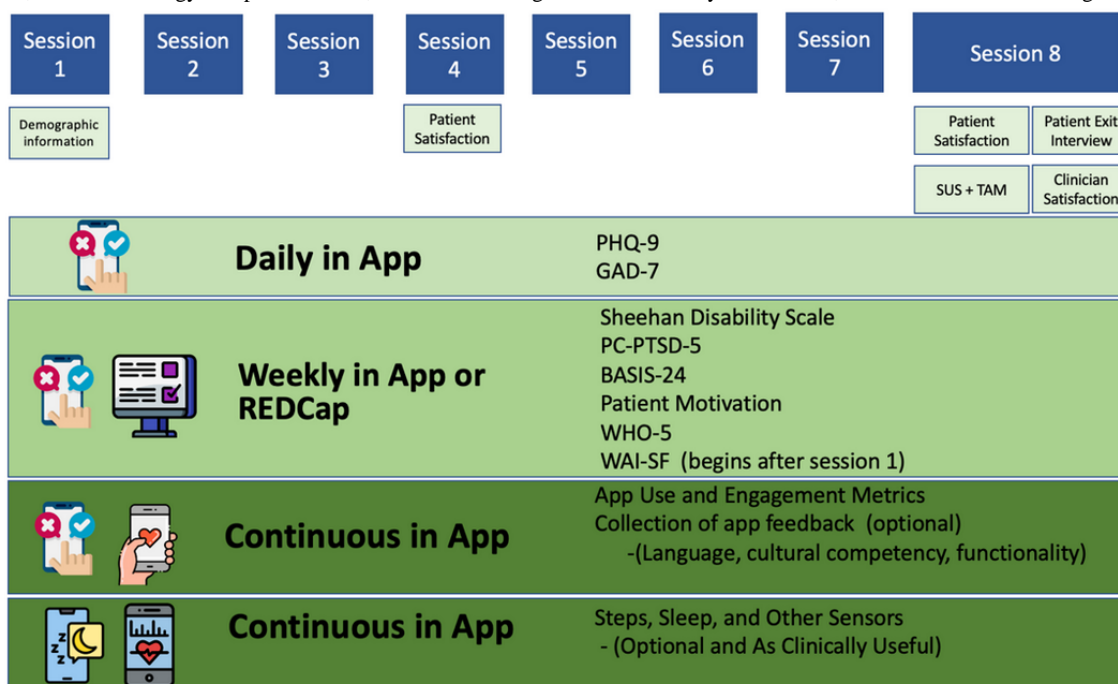 Session
1
Session
2
Session
3
Session
4
Session
5
Session
6
Session
7
Session 8
Demographic
information
Patient
Satisfaction
Patient
Satisfaction
Patient Exit
Interview
SUS + TAM
Clinician
Satisfaction
Daily in App
PHQ-9
GAD-7
Weekly in App or
REDCap
Sheehan Disability Scale
PC-PTSD-5
BASIS-24
Patient Motivation
WHO-5
WAI-SF (begins after session 1)
Continuous in App
App Use and Engagement Metrics
Collection of app feedback (optional)
-(Language, cultural competency, functionality)
Continuous in App
Steps, Sleep, and Other Sensors
- (Optional and As Clinically Useful)
z
z
z